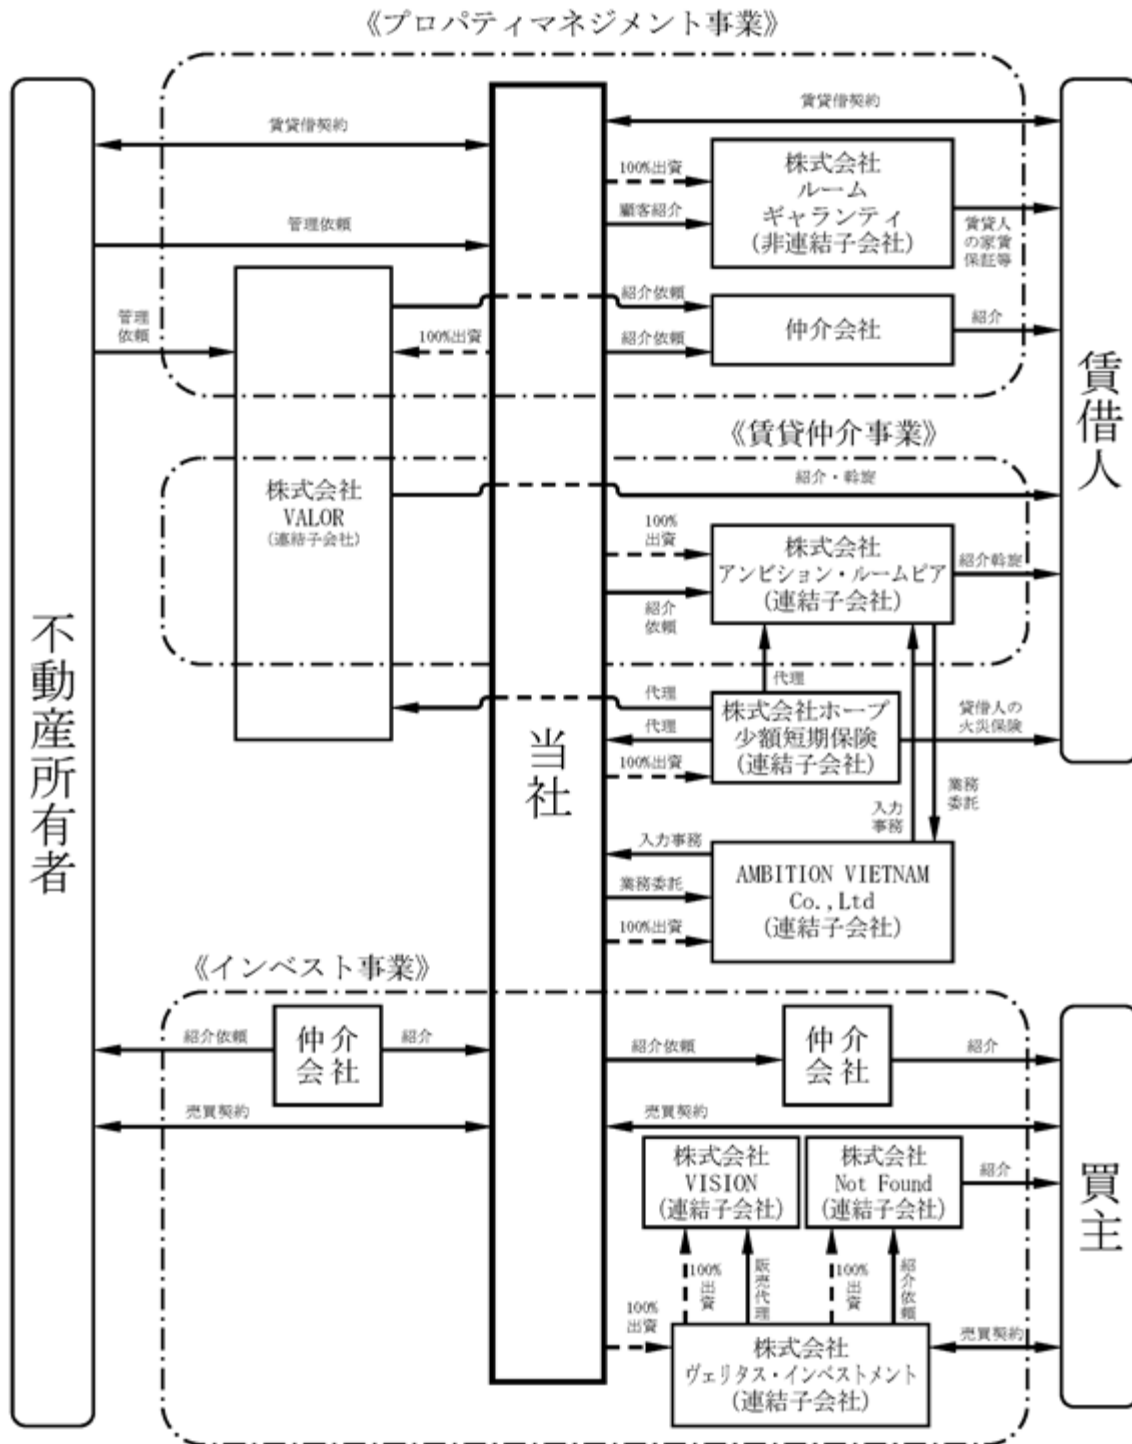 《プロパティマネジメント事業》
賃貸借契約
賃貸借契約
100%出資
顧客紹介
株式会社
ルーム
ギャランティ
(非連結子会社)
賃貸人
の家賃
保証等
管理依頼
管理
依頼
100%出資
紹介依頼
紹介依頼
仲介会社
紹介
賃借人
《賃貸仲介事業》
株式会社
VALOR
(連結子会社)
紹介・斡旋
100%
出資
紹介
依頼
株式会社
アンビション・ルームピア
(連結子会社)
紹介斡旋
不動産所有者
当社
代理
代理
代理
100%出資
株式会社ホープ
少額短期保険
(連結子会社)
賃借人の
火災保険
入力
事務
業務
委託
入力事務
業務委託
100%出資
AMBITION VIETNAM
Co.,Ltd
(連結子会社)
《インベスト事業》
紹介依頼
仲介
会社
紹介
紹介依頼
仲介
会社
紹介
売買契約
売買契約
株式会社
VISION
(連結子会社)
株式会社
Not Found
(連結子会社)
紹介
買主
100%
出資
販売代理
100%
出資
紹介依頼
100%
出資
株式会社
ヴェリタス・インベストメント
(連結子会社)
売買契約